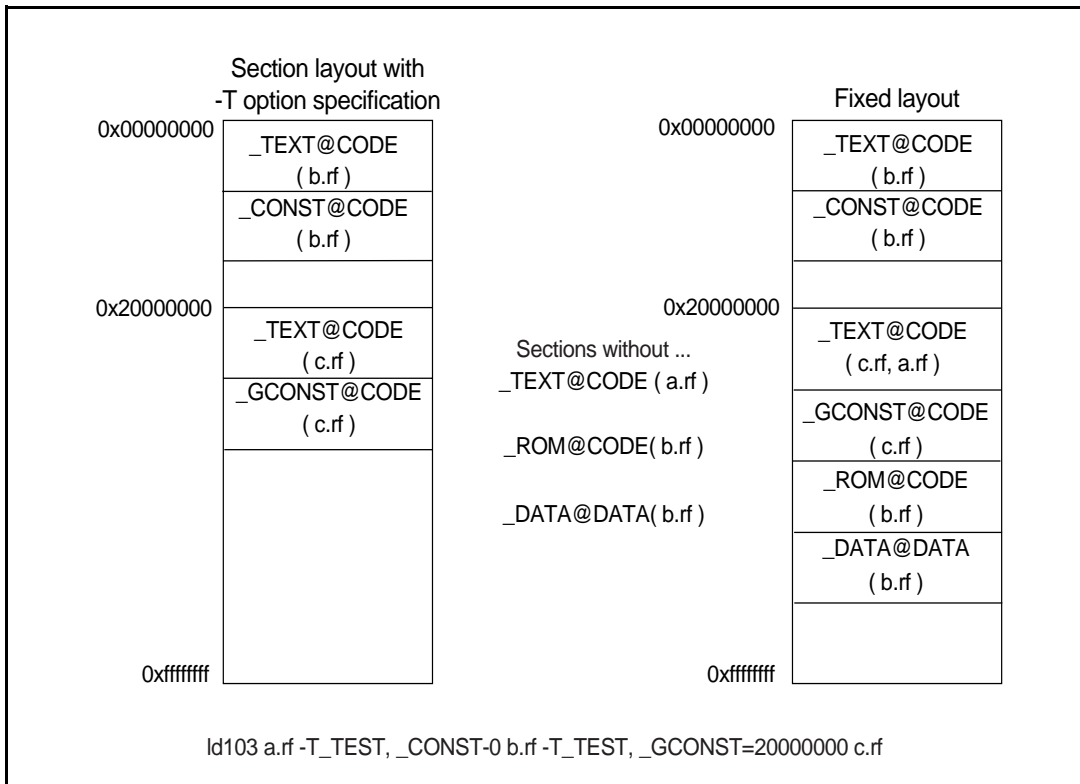 Section layout with
-T option specification
0x00000000
_TEXT@CODE
( b.rf )
_CONST@CODE
( b.rf )
0x20000000
_TEXT@CODE
( c.rf )
_GCONST@CODE
( c.rf )
0xffffffff
Sections without ...
_TEXT@CODE ( a.rf )
_ROM@CODE( b.rf )
_DATA@DATA( b.rf )
Fixed layout
0x00000000
_TEXT@CODE
( b.rf )
_CONST@CODE
( b.rf )
0x20000000
_TEXT@CODE
( c.rf, a.rf )
_GCONST@CODE
( c.rf )
_ROM@CODE
( b.rf )
_DATA@DATA
( b.rf )
0xffffffff
ld103 a.rf -T_TEST, _CONST-0 b.rf -T_TEST, _GCONST=20000000 c.rf